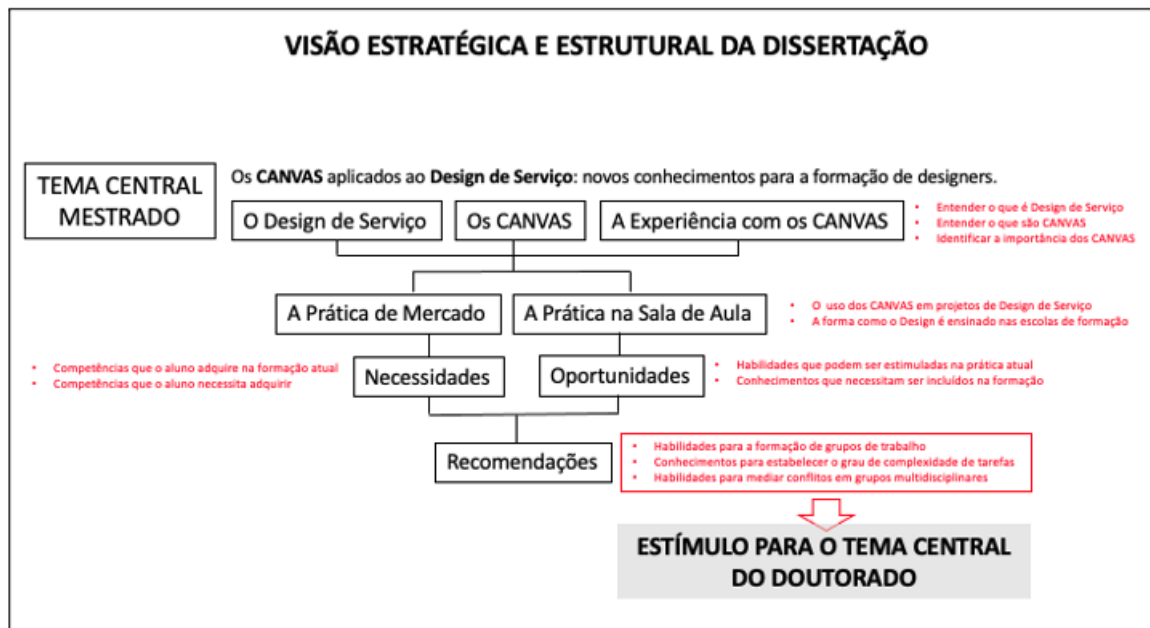 VISÃO ESTRATÉGICA E ESTRUTURAL DA DISSERTAÇÃO
TEMA CENTRAL
MESTRADO
Os CANVAS aplicados ao Design de Serviço: novos conhecimentos para a formação de designers.
O Design de Serviço
Os CANVAS
A Experiência com os CANVAS
• Entender o que é Design de Serviço
• Entender o que são CANVAS
• Identificar a importância dos CANVAS
A Prática de Mercado
A Prática na Sala de Aula
• O uso dos CANVAS em projetos de Design de Serviço
• A forma como o Design é ensinado nas escolas de formação
• Competências que o aluno adquire na formação atual
• Competências que o aluno necessita adquirir
Necessidades
Oportunidades
• Habilidades que podem ser estimuladas na prática atual
• Conhecimentos que necessitam ser incluídos na formação
Recomendações
• Habilidades para a formação de grupos de trabalho
• Conhecimentos para estabelecer o grau de complexidade de tarefas
• Habilidades para mediar conflitos em grupos multidisciplinares
ESTÍMULO PARA O TEMA CENTRAL
DO DOUTORADO